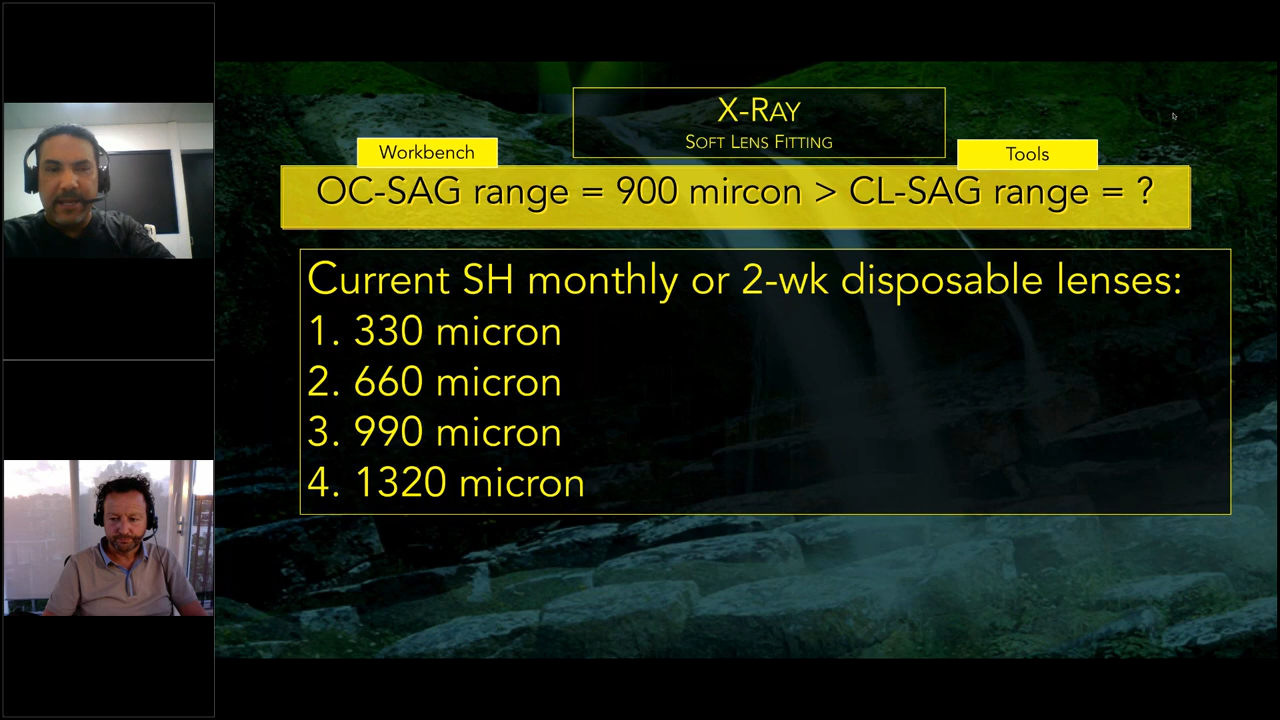 X-RAY
SOFT LENS FITTING
Workbench
Tools
OC-SAG range = 900 mircon > CL-SAG range = ?
Current SH monthly or 2-wk disposable lenses:
1. 330 micron
2. 660 micron
3. 990 micron
4. 1320 micron